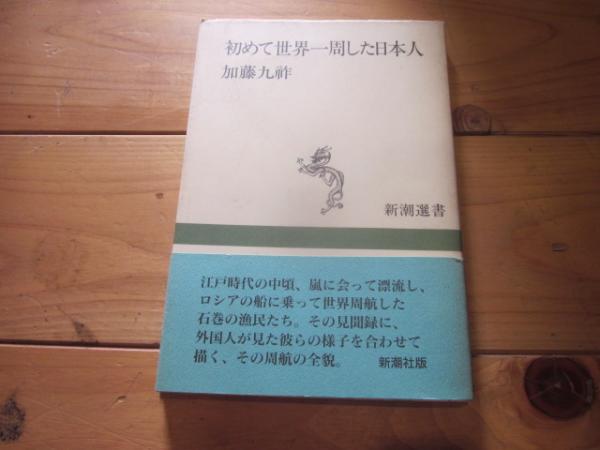 初めて世界一周した日本人
加藤九祚
新潮選書
江戸時代の中頃、嵐に会って漂流し、
ロシアの船に乗って世界周航した
石巻の漁民たち。その見聞録に、
外国人が見た彼らの様子を合わせて
描く、その周航の全貌。
新潮社版